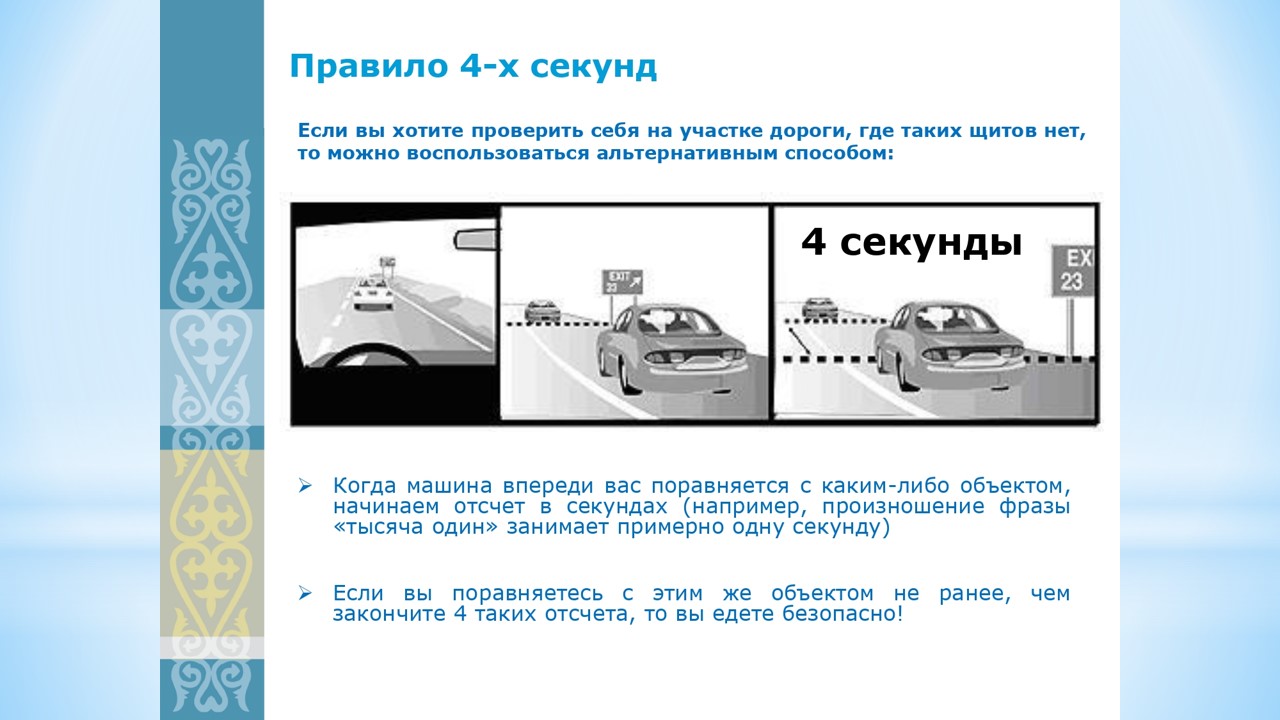 Правило 4-х секунд
Если вы хотите проверить себя на участке дороги, где таких щитов нет,
то можно воспользоваться альтернативным способом:
EXIT
23
4 секунды
EXI
23
Когда машина впереди вас поравняется с каким-либо объектом,
начинаем отсчет в секундах (например, произношение фразы
«тысяча один» занимает примерно одну секунду)
Если вы поравняетесь с этим же объектом не ранее, чем
закончите 4 таких отсчета, то вы едете безопасно!